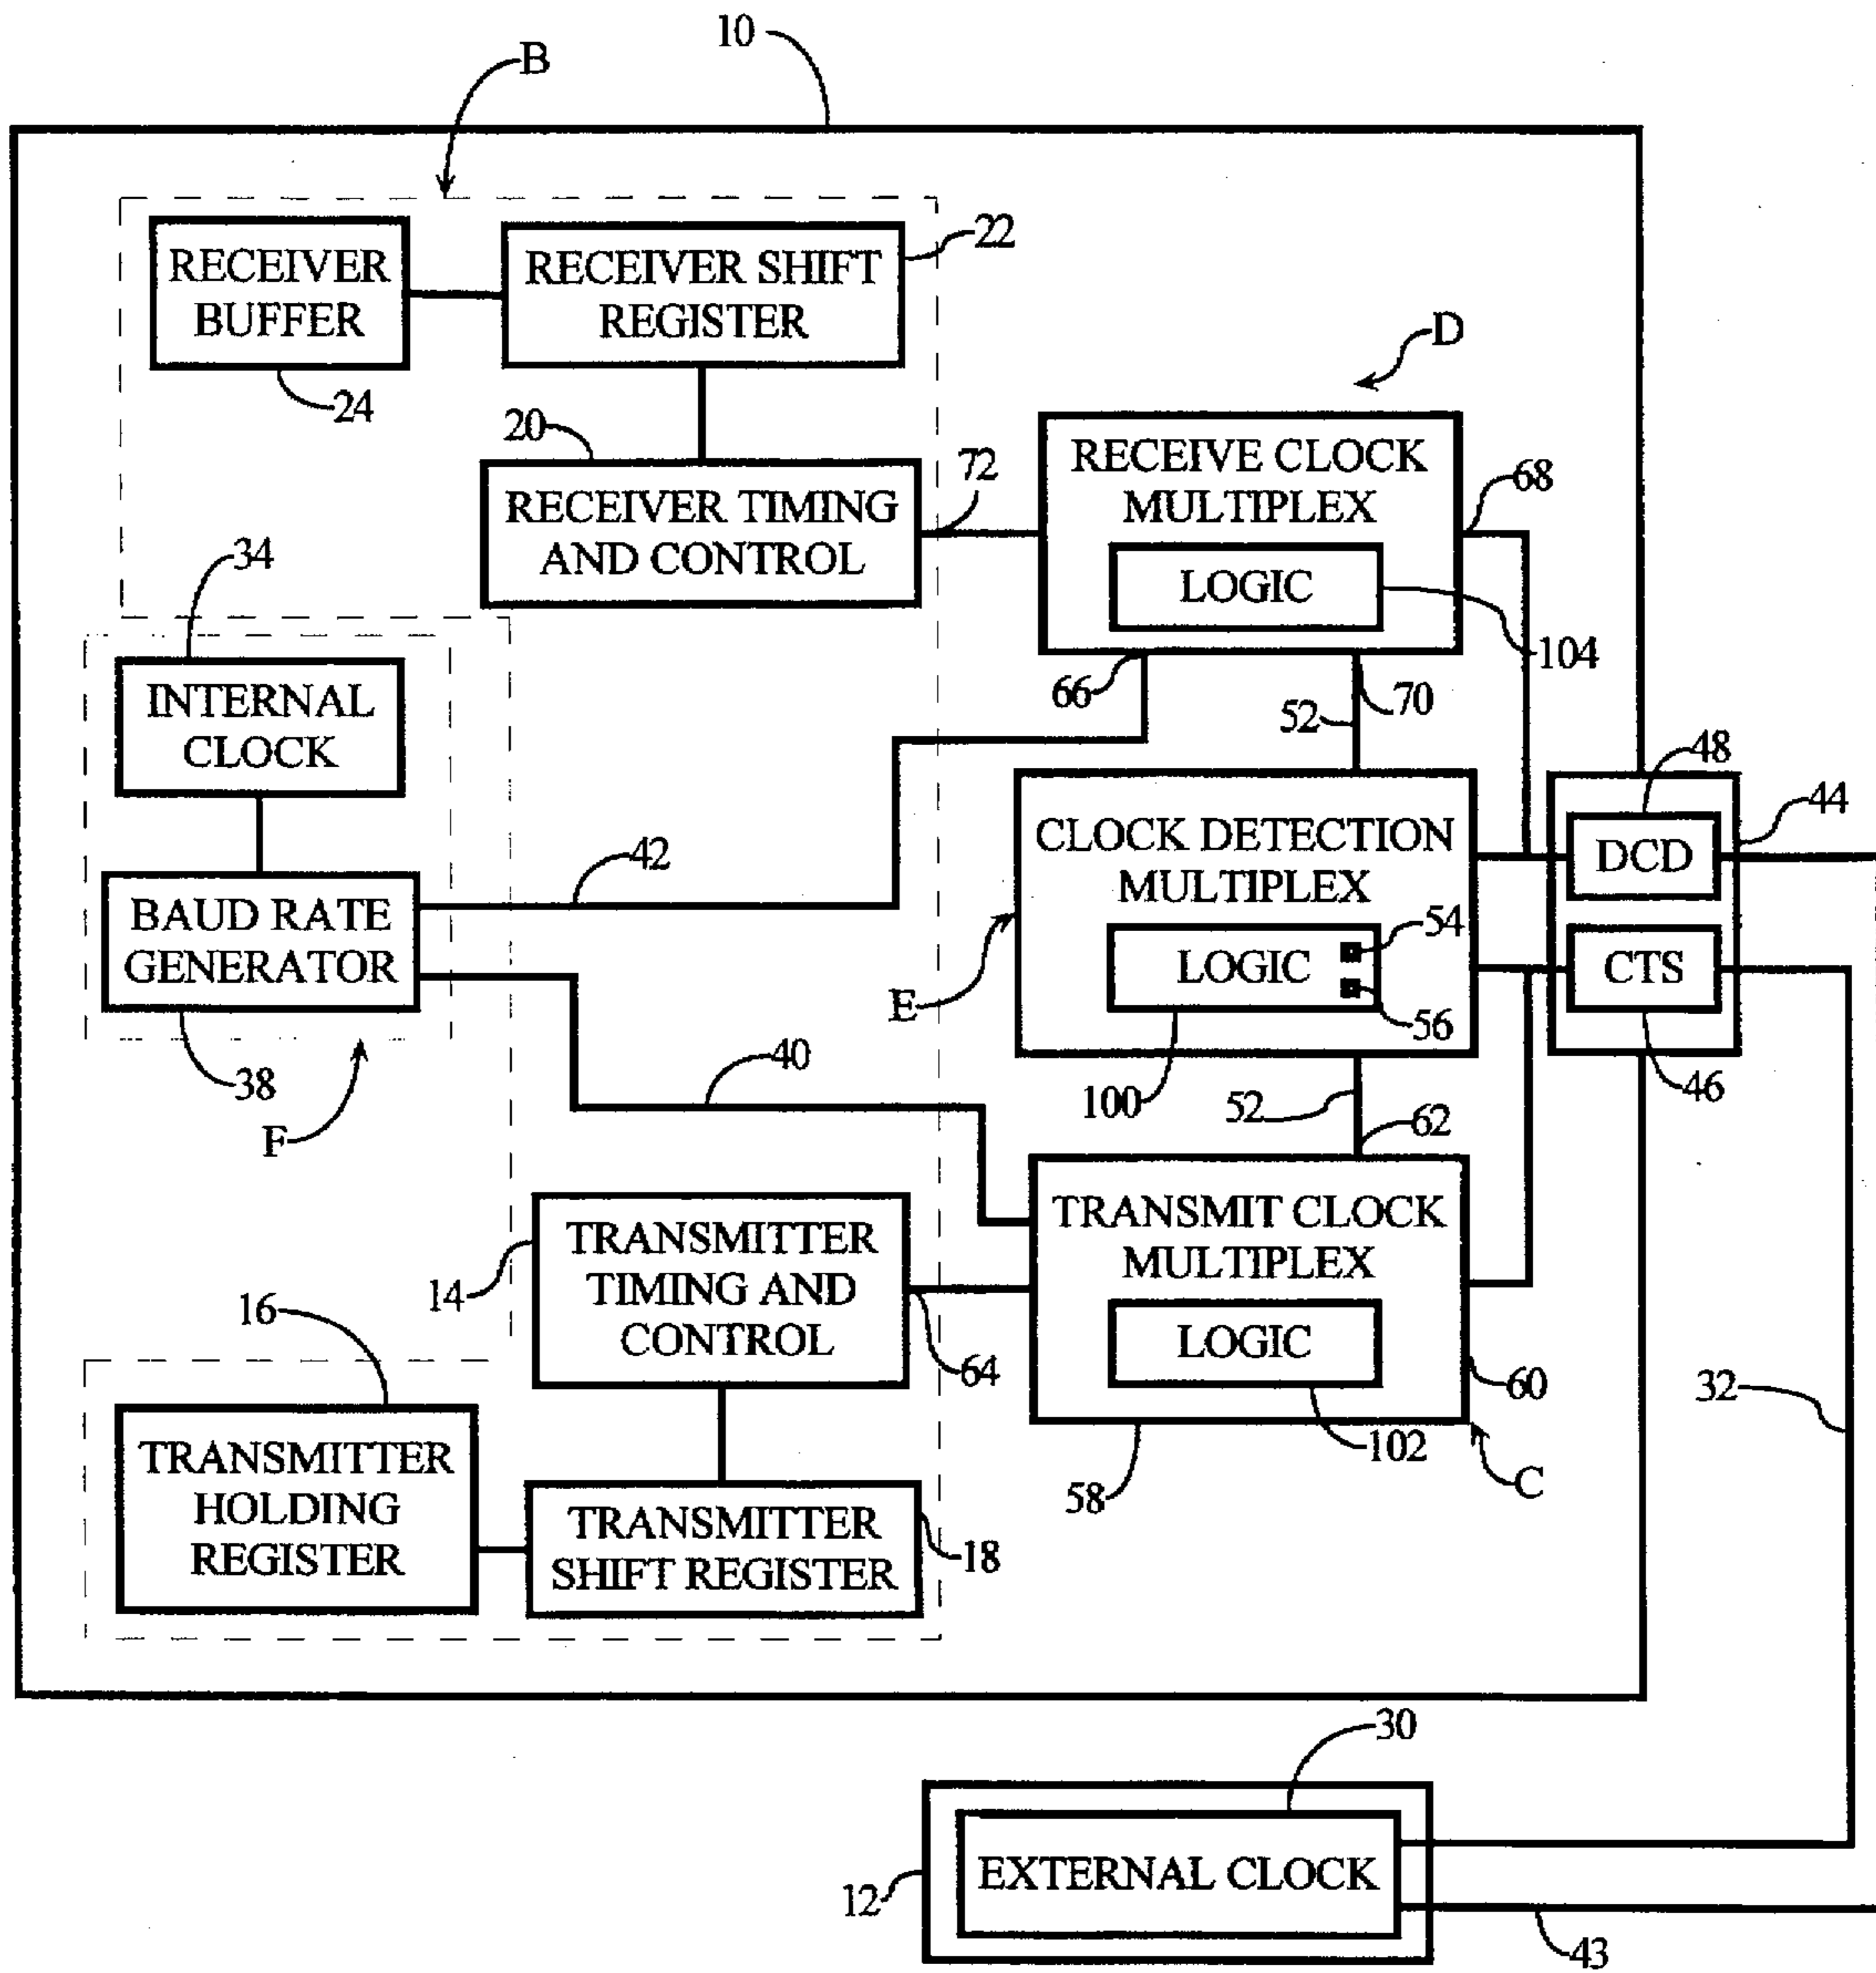 10
B
RECEIVER
BUFFER
RECEIVER SHIFT
REGISTER
22
24
D
20
RECEIVER TIMING
AND CONTROL
72
RECEIVE CLOCK
MULTIPLEX
LOGIC
68
104
34
INTERNAL
CLOCK
66
52
70
48
44
42
CLOCK DETECTION
MULTIPLEX
DCD
BAUD RATE
GENERATOR
LOGIC
54
56
CTS
E
38
F
40
100
52
62
46
14
TRANSMITTER
TIMING AND
CONTROL
64
TRANSMIT CLOCK
MULTIPLEX
LOGIC
60
32
16
58
102
C
TRANSMITTER
HOLDING
REGISTER
TRANSMITTER
SHIFT REGISTER
18
30
12
EXTERNAL CLOCK
43